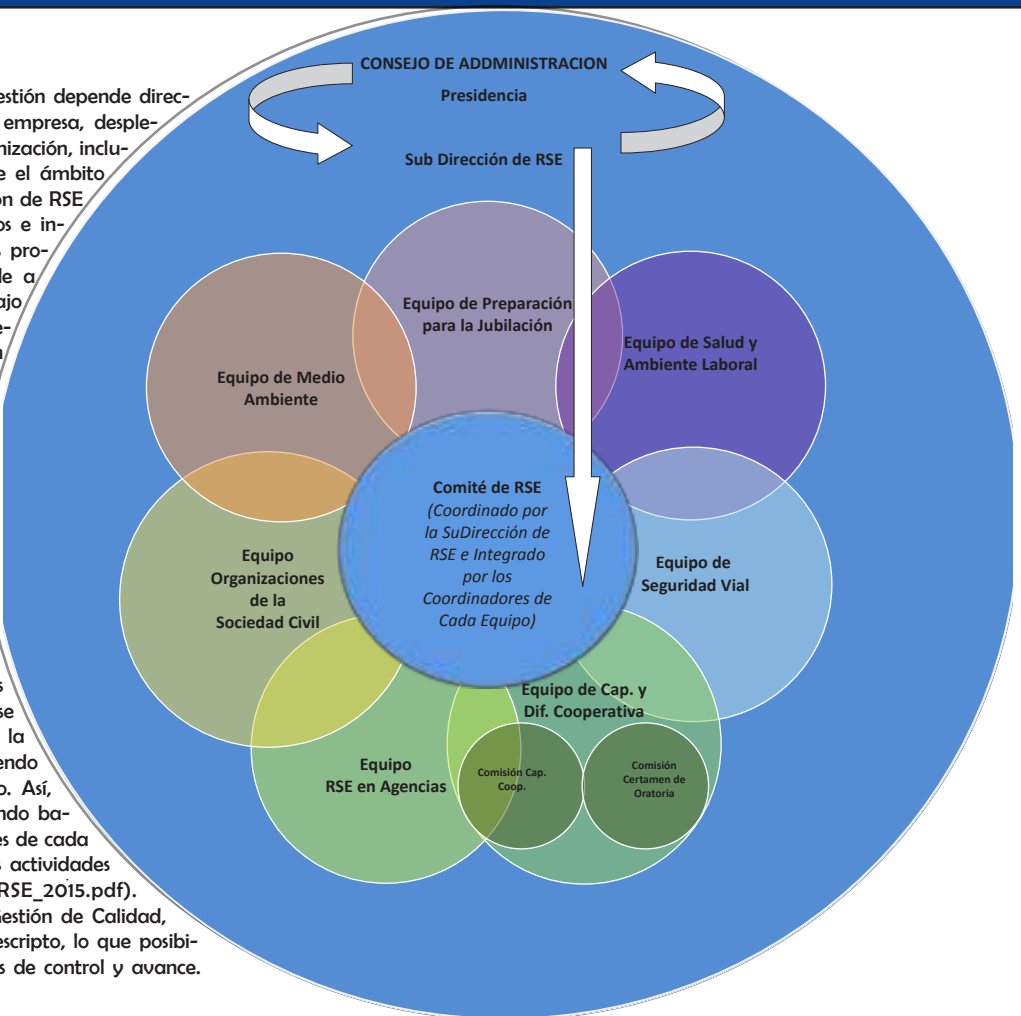 estión depende direc-
empresa, desple-
nización, inclu-
e el ámbito
ón de RSE
os e in-
pro-
de a
ajo
e-
n
s
se
la
endo
o. Así,
ndo ba-
es de cada
s actividades
RSE_2015.pdf).
Gestión de Calidad,
escripto, lo que posibi-
s de control y avance.
CONSEJO DE ADDMINISTRACION
Presidencia
Sub Dirección de RSE
Equipo de Preparación
para la Jubilación
Equipo de Salud y
Ambiente Laboral
Equipo de Medio
Ambiente
Comité de RSE
(Coordinado por
la SuDirección de
RSE e Integrado
por los
Coordinadores de
Cada Equipo)
Equipo
Organizaciones
de la
Sociedad Civil
Equipo de
Seguridad Vial
Equipo de Cap. y
Dif. Cooperativa
Equipo
RSE en Agencias
Comisión Cap.
Coop.
Comisión
Certamen de
Oratoria